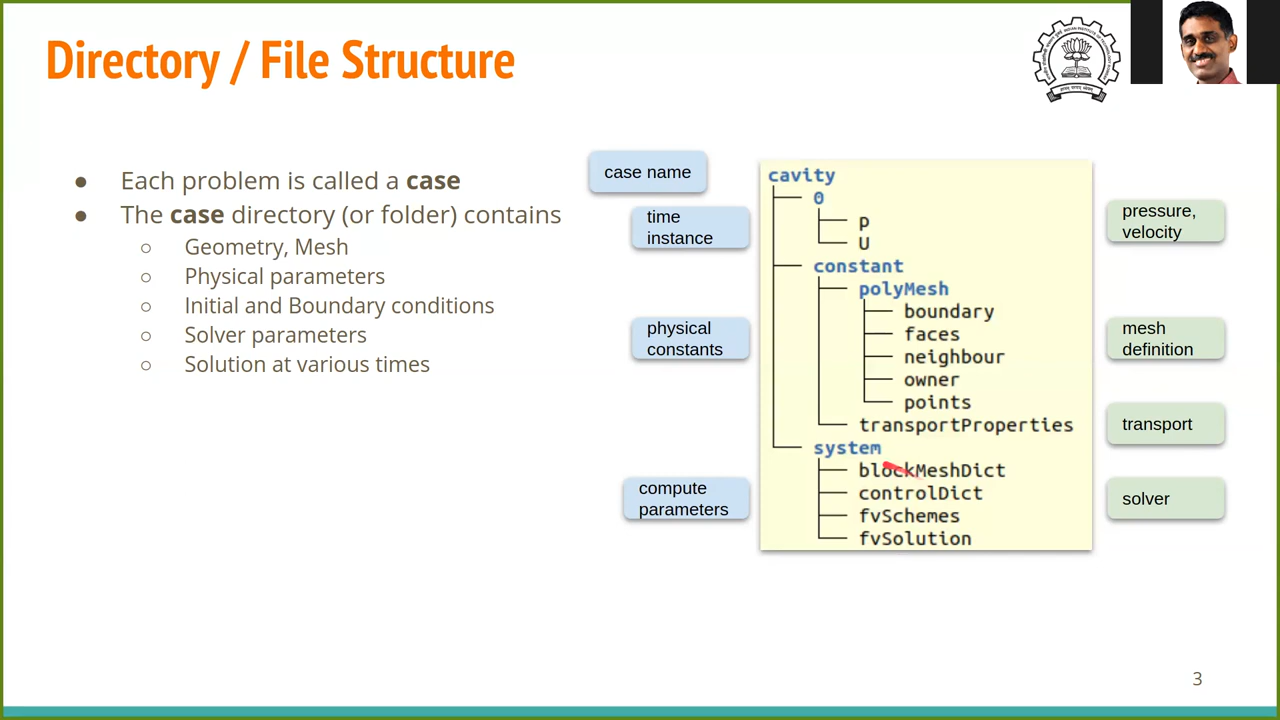 Directory / File Structure
● Each problem is called a case
● The case directory (or folder) contains
○ Geometry, Mesh
○ Physical parameters
○ Initial and Boundary conditions
○ Solver parameters
○ Solution at various times
case name
time
instance
physical
constants
compute
parameters
cavity
0
p
U
constant
polyMesh
boundary
faces
neighbour
owner
points
transportProperties
system
blockMeshDict
controlDict
fvSchemes
fvSolution
pressure,
velocity
mesh
definition
transport
solver
3